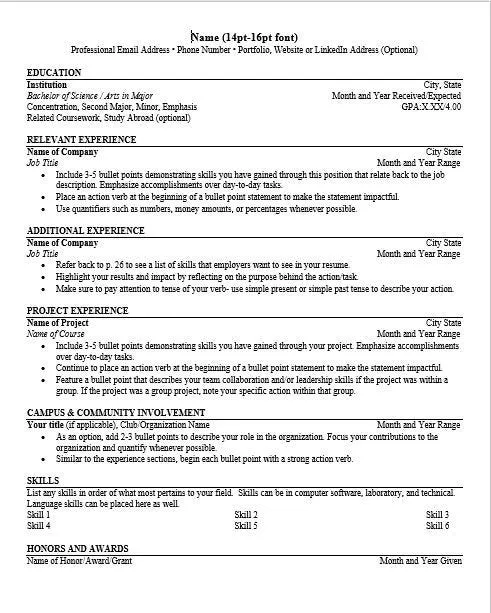 Name (14pt-16pt font)
Professional Email Address • Phone Number • Portfolio, Website or LinkedIn Address (Optional)
EDUCATION
Institution City, State
Bachelor of Science / Arts in Major Month and Year Received/Expected
Concentration, Second Major, Minor, Emphasis GPA:X.XX/4.00
Related Coursework, Study Abroad (optional)
RELEVANT EXPERIENCE
Name of Company City State
Job Title Month and Year Range
• Include 3-5 bullet points demonstrating skills you have gained through this position that relate back to the job
description. Emphasize accomplishments over day-to-day tasks.
• Place an action verb at the beginning of a bullet point statement to make the statement impactful.
• Use quantifiers such as numbers, money amounts, or percentages whenever possible.
ADDITIONAL EXPERIENCE
Name of Company City State
Job Title Month and Year Range
• Refer back to p. 26 to see a list of skills that employers want to see in your resume.
• Highlight your results and impact by reflecting on the purpose behind the action/task.
• Make sure to pay attention to tense of your verb- use simple present or simple past tense to describe your action.
PROJECT EXPERIENCE
Name of Project City State
Name of Course Month and Year Range
• Include 3-5 bullet points demonstrating skills you have gained through your project. Emphasize accomplishments
over day-to-day tasks.
• Continue to place an action verb at the beginning of a bullet point statement to make the statement impactful.
• Feature a bullet point that describes your team collaboration and/or leadership skills if the project was within a
group. If the project was a group project, note your specific action within that group.
CAMPUS & COMMUNITY INVOLVEMENT
Your title (if applicable), Club/Organization Name Month and Year Range
• As an option, add 2-3 bullet points to describe your role in the organization. Focus your contributions to the
organization and quantify whenever possible.
• Similar to the experience sections, begin each bullet point with a strong action verb.
SKILLS
List any skills in order of what most pertains to your field. Skills can be in computer software, laboratory, and technical.
Language skills can be placed here as well.
Skill 1 Skill 2 Skill 3
Skill 4 Skill 5 Skill 6
HONORS AND AWARDS
Name of Honor/Award/Grant Month and Year Given